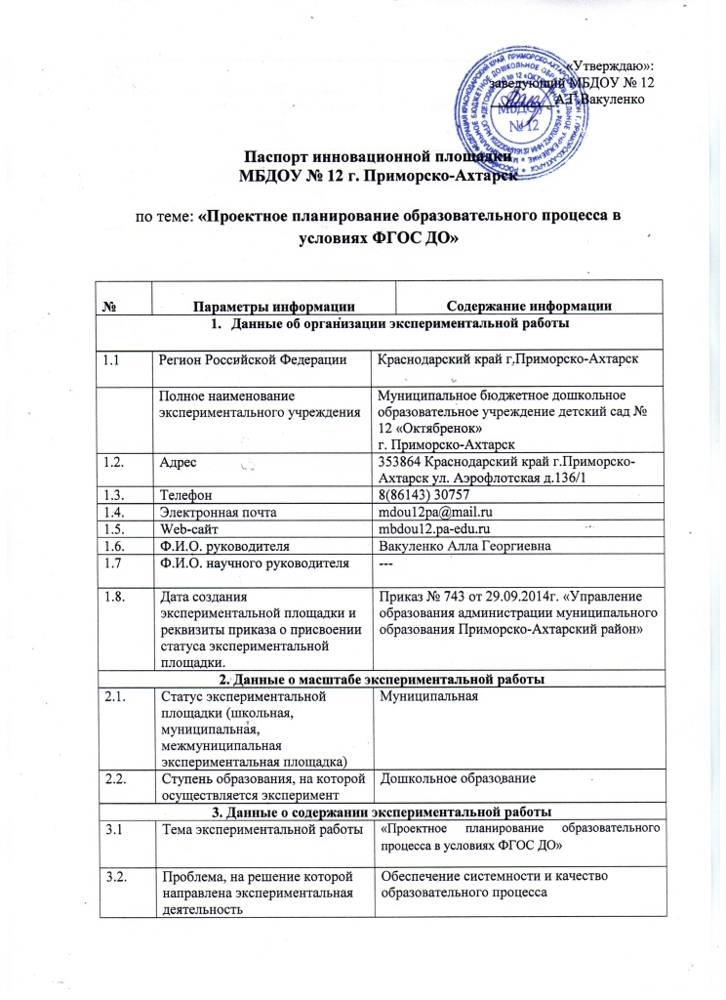 «Утверждаю»:
заведующий МБДОУ № 12
А.Г.Вакуленко
МБДОУ
№ 12
Паспорт инновационной площадки
МБДОУ № 12 г. Приморско-Ахтарск
по теме: «Проектное планирование образовательного процесса в
условиях ФГОС ДО»
№ Параметры информации Содержание информации
1. Данные об организации экспериментальной работы
1.1 Регион Российской Федерации Краснодарский край г,Приморско-Ахтарск
Полное наименование Муниципальное бюджетное дошкольное
экспериментального учреждения образовательное учреждение детский сад №
12 «Октябренок»
г. Приморско-Ахтарск
1.2. Адрес 353864 Краснодарский край г.Приморско-
Ахтарск ул. Аэрофлотская д.136/1
1.3. Телефон 8(86143) 30757
1.4. Электронная почта mdou12pa@mail.ru
1.5. Web-сайт mbdou12.pa-edu.ru
1.6. Ф.И.О. руководителя Вакуленко Алла Георгиевна
1.7 Ф.И.О. научного руководителя ---
1.8. Дата создания Приказ № 743 от 29.09.2014г. «Управление
экспериментальной площадки и образования администрации муниципального
реквизиты приказа о присвоении образования Приморско-Ахтарский район»
статуса экспериментальной
площадки.
2. Данные о масштабе экспериментальной работы
2.1. Статус экспериментальной Муниципальная
площадки (школьная,
муниципальная,
межмуниципальная
экспериментальная площадка)
2.2. Ступень образования, на которой Дошкольное образование
осуществляется эксперимент
3. Данные о содержании экспериментальной работы
3.1 Тема экспериментальной работы «Проектное планирование образовательного
процесса в условиях ФГОС ДО»
3.2. Проблема, на решение которой Обеспечение системности и качество
направлена экспериментальная образовательного процесса
деятельность